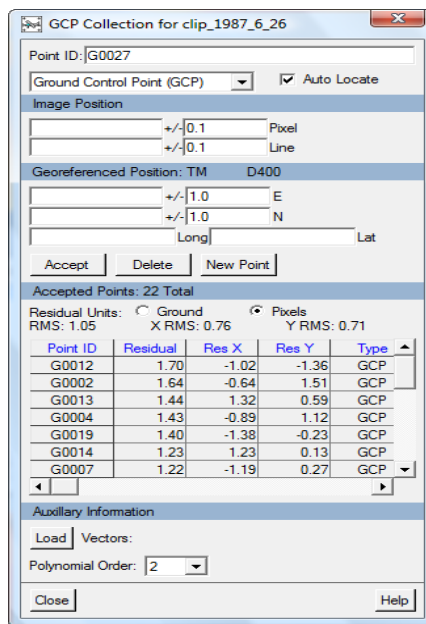 GCP Collection for clip_1987_6_26
Point ID: G0027
Ground Control Point (GCP) Auto Locate
Image Position
+/- 0.1 Pixel
+/- 0.1 Line
Georeferenced Position: TM D400
+/- 1.0 E
+/- 1.0 N
Long Lat
Accept Delete New Point
Accepted Points: 22 Total
Residual Units: Ground Pixels
RMS: 1.05 X RMS: 0.76 Y RMS: 0.71
Point ID Residual Res X Res Y Type
G0012 1.70 -1.02 -1.36 GCP
G0002 1.64 -0.64 1.51 GCP
G0013 1.44 1.32 0.59 GCP
G0004 1.43 -0.89 1.12 GCP
G0019 1.40 -1.38 -0.23 GCP
G0014 1.23 1.23 0.13 GCP
G0007 1.22 -1.19 0.27 GCP
Auxillary Information
Load Vectors:
Polynomial Order: 2
Close Help